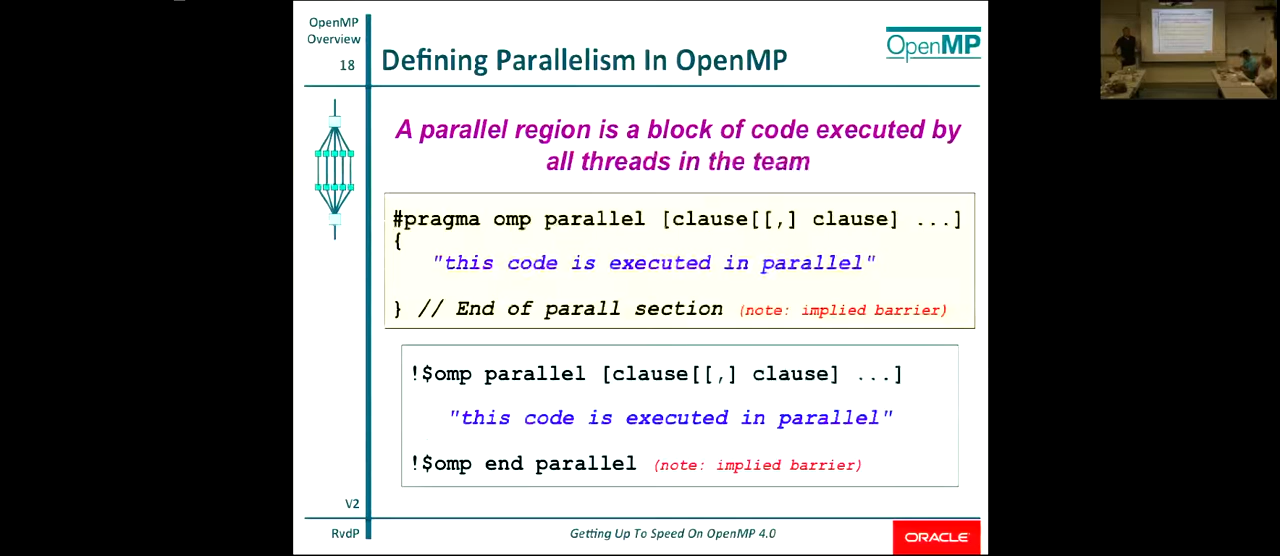 OpenMP
Overview
18
Defining Parallelism In OpenMP
OpenMP
A parallel region is a block of code executed by
all threads in the team
#pragma omp parallel [clause[[,] clause] ...]
{
"this code is executed in parallel"
} // End of parall section (note: implied barrier)
!$omp parallel [clause[[,] clause] ...]
"this code is executed in parallel"
!$omp end parallel (note: implied barrier)
V2
RvdP
Getting Up To Speed On OpenMP 4.0
ORACLE